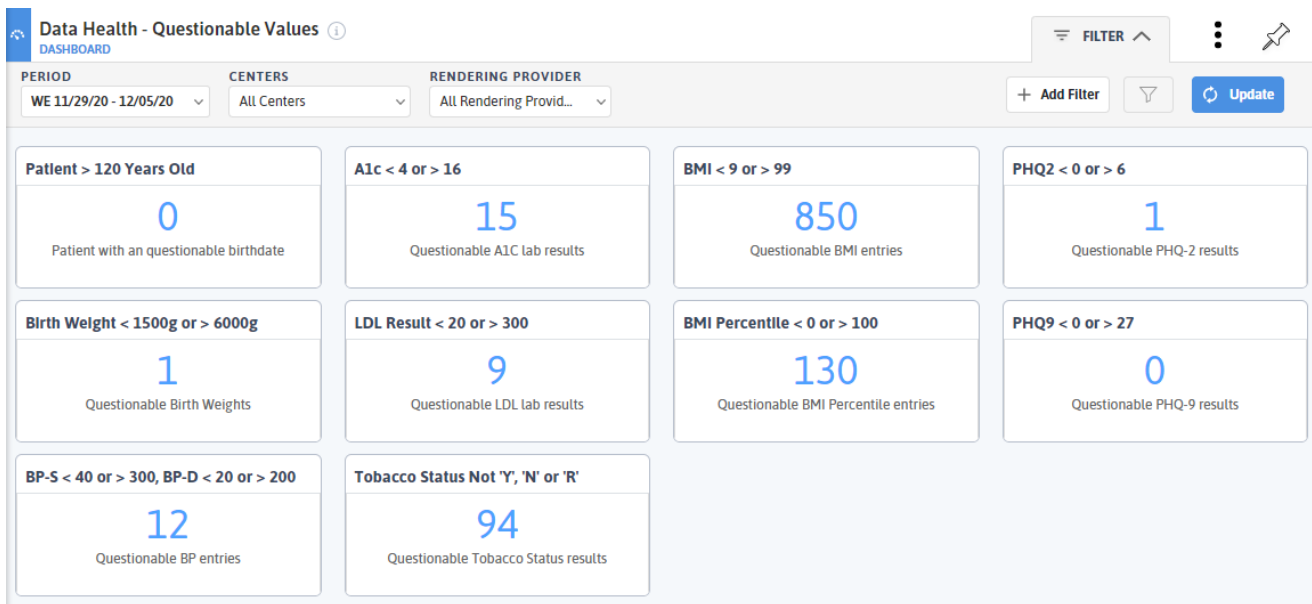 Data Health - Questionable Values
DASHBOARD
FILTER
PERIOD
CENTERS
RENDERING PROVIDER
WE 11/29/20 - 12/05/20
All Centers
All Rendering Provid...
+ Add Filter
Update
Patient > 120 Years Old
0
Patient with an questionable birthdate
A1c < 4 or > 16
15
Questionable A1C lab results
BMI < 9 or > 99
850
Questionable BMI entries
PHQ2 < 0 or > 6
1
Questionable PHQ-2 results
Birth Weight < 1500g or > 6000g
1
Questionable Birth Weights
LDL Result < 20 or > 300
9
Questionable LDL lab results
BMI Percentile < 0 or > 100
130
Questionable BMI Percentile entries
PHQ9 < 0 or > 27
0
Questionable PHQ-9 results
BP-S < 40 or > 300, BP-D < 20 or > 200
12
Questionable BP entries
Tobacco Status Not 'Y', 'N' or 'R'
94
Questionable Tobacco Status results